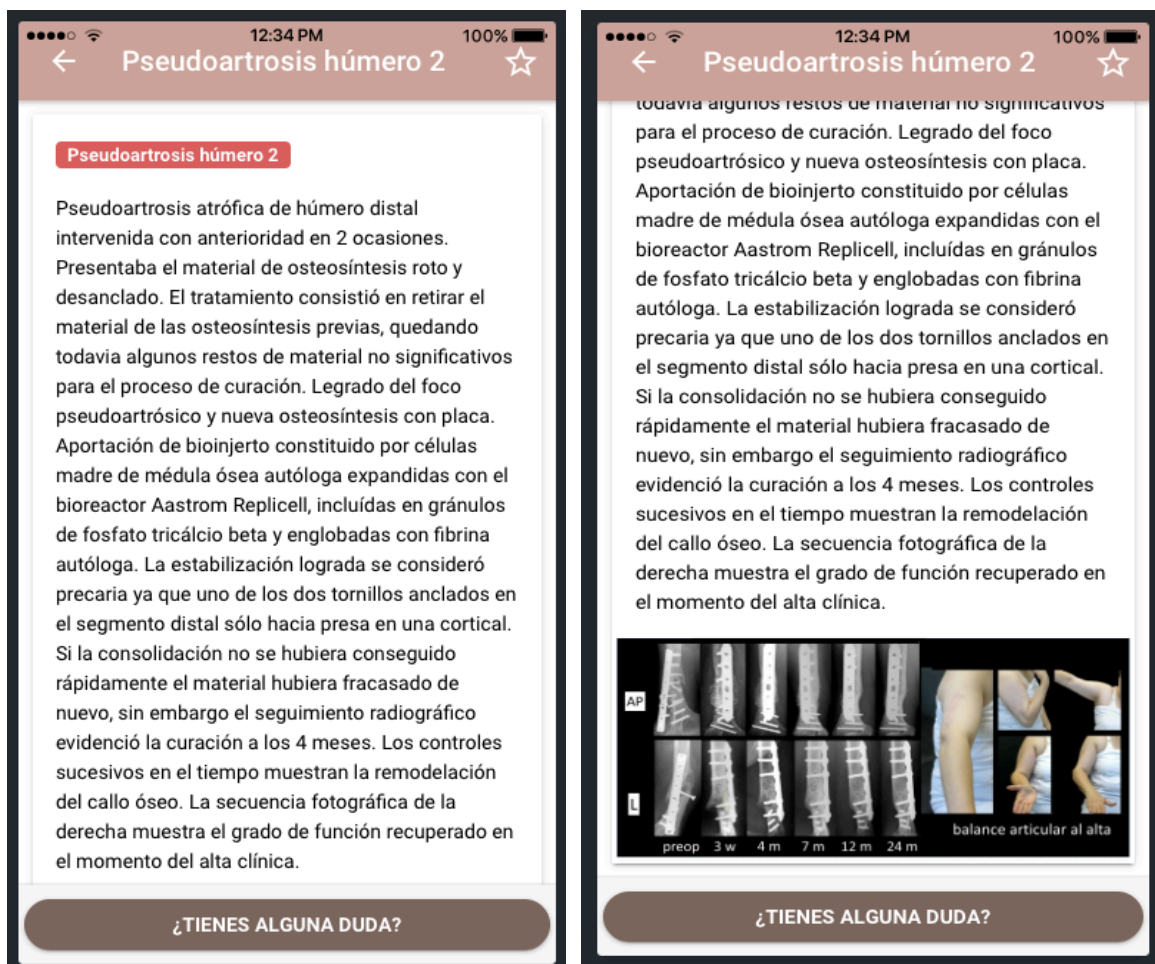 12:34 PM
100%
Pseudoartrosis húmero 2
Pseudoartrosis húmero 2
Pseudoartrosis atrófica de húmero distal
intervenida con anterioridad en 2 ocasiones.
Presentaba el material de osteosíntesis roto y
desanclado. El tratamiento consistió en retirar el
material de las osteosíntesis previas, quedando
todavia algunos restos de material no significativos
para el proceso de curación. Legrado del foco
pseudoartrósico y nueva osteosíntesis con placa.
Aportación de bioinjerto constituido por células
madre de médula ósea autóloga expandidas con el
bioreactor Aastrom Replicell, incluídas en gránulos
de fosfato tricálcio beta y englobadas con fibrina
autóloga. La estabilización lograda se consideró
precaria ya que uno de los dos tornillos anclados en
el segmento distal sólo hacia presa en una cortical.
Si la consolidación no se hubiera conseguido
rápidamente el material hubiera fracasado de
nuevo, sin embargo el seguimiento radiográfico
evidenció la curación a los 4 meses. Los controles
sucesivos en el tiempo muestran la remodelación
del callo óseo. La secuencia fotográfica de la
derecha muestra el grado de función recuperado en
el momento del alta clínica.
¿TIENES ALGUNA DUDA?
12:34 PM
100%
Pseudoartrosis húmero 2
todavia algunos restos de material no significativos
para el proceso de curación. Legrado del foco
pseudoartrósico y nueva osteosíntesis con placa.
Aportación de bioinjerto constituido por células
madre de médula ósea autóloga expandidas con el
bioreactor Aastrom Replicell, incluídas en gránulos
de fosfato tricálcio beta y englobadas con fibrina
autóloga. La estabilización lograda se consideró
precaria ya que uno de los dos tornillos anclados en
el segmento distal sólo hacia presa en una cortical.
Si la consolidación no se hubiera conseguido
rápidamente el material hubiera fracasado de
nuevo, sin embargo el seguimiento radiográfico
evidenció la curación a los 4 meses. Los controles
sucesivos en el tiempo muestran la remodelación
del callo óseo. La secuencia fotográfica de la
derecha muestra el grado de función recuperado en
el momento del alta clínica.
AP
L
preop 3 w 4 m 7 m 12 m 24 m
balance articular al alta
¿TIENES ALGUNA DUDA?